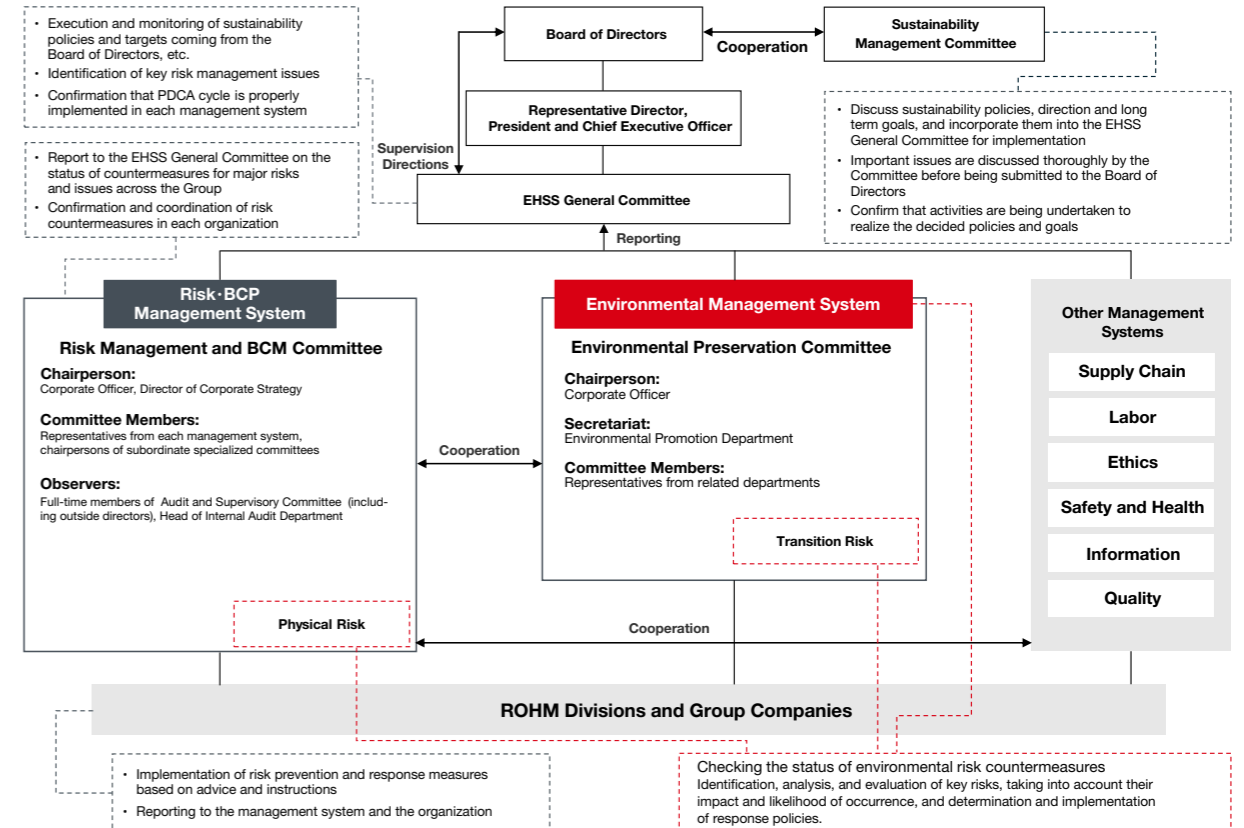 • Execution and monitoring of sustainability
policies and targets coming from the
Board of Directors, etc.
• Identification of key risk management issues
• Confirmation that PDCA cycle is properly
implemented in each management system
• Report to the EHSS General Committee on the
status of countermeasures for major risks
and issues across the Group
• Confirmation and coordination of risk
countermeasures in each organization
Board of Directors
Cooperation
Sustainability
Management Committee
Representative Director,
President and Chief Executive Officer
Supervision
Directions
EHSS General Committee
Reporting
• Discuss sustainability policies, direction and long
term goals, and incorporate them into the EHSS
General Committee for implementation
• Important issues are discussed thoroughly by the
Committee before being submitted to the Board of
Directors
• Confirm that activities are being undertaken to
realize the decided policies and goals
Risk·BCP
Management System
Risk Management and BCM Committee
Chairperson:
Corporate Officer, Director of Corporate Strategy
Committee Members:
Representatives from each management system,
chairpersons of subordinate specialized committees
Observers:
Full-time members of Audit and Supervisory Committee (includ-
ing outside directors), Head of Internal Audit Department
Physical Risk
Cooperation
Environmental Management System
Environmental Preservation Committee
Chairperson:
Corporate Officer
Secretariat:
Environmental Promotion Department
Committee Members:
Representatives from related departments
Transition Risk
Cooperation
Other Management
Systems
Supply Chain
Labor
Ethics
Safety and Health
Information
Quality
ROHM Divisions and Group Companies
• Implementation of risk prevention and response measures
based on advice and instructions
• Reporting to the management system and the organization
Checking the status of environmental risk countermeasures
Identification, analysis, and evaluation of key risks, taking into account their
impact and likelihood of occurrence, and determination and implementation
of response policies.